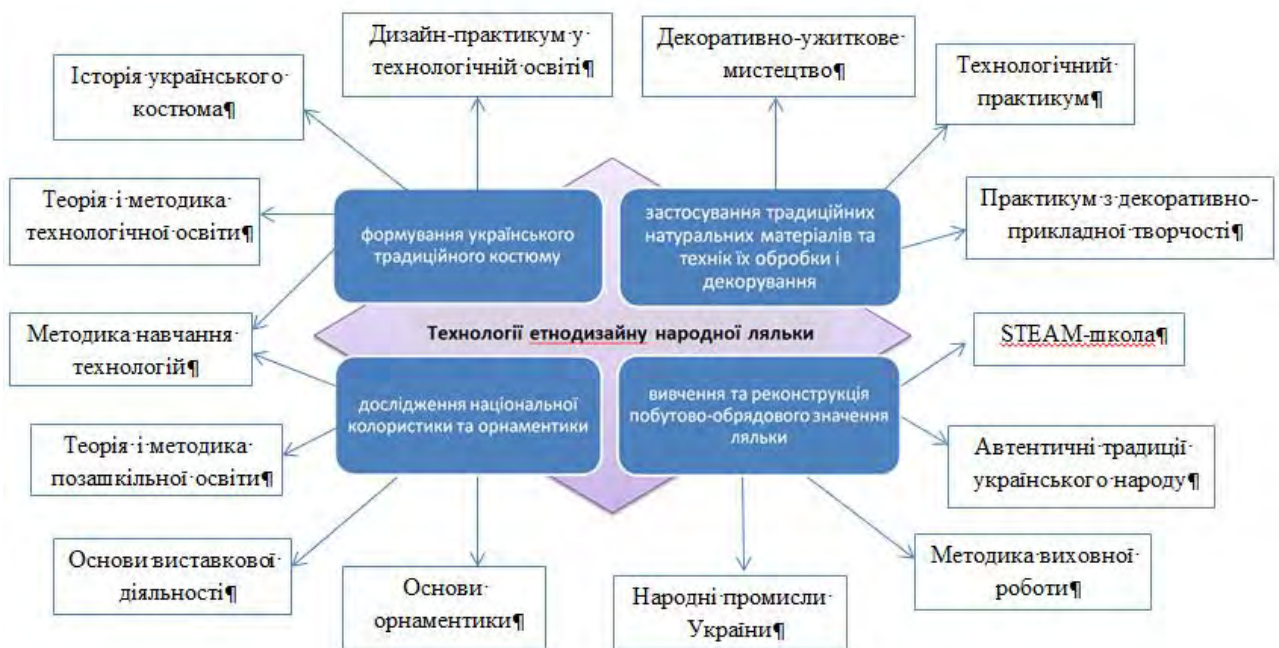 Дизайн-практикум у
технологічній освіті¶
Декоративно-ужиткове·
мистецтво¶
Історія·українського·
костюма¶
Технологічний
практикум¶
Теорія·і·методика·
технологічної·освіти¶
формування українського
традиційного костюму
застосування традиційних
натуральних матеріалів та
технік їх обробки і
декорування
Практикум·з·декоративно-
прикладної·творчості¶
Методика·навчання·
технологій¶
Технології етнодизайну народної ляльки
STEAM-школа¶
дослідження національної
колористики та орнаментики
вивчення та реконструкція
побутово-обрядового значення
ляльки
Теорія·і·методика·
позашкільної·освіти¶
Автентичні·традиції·
українського·народу¶
Основи·виставкової·
діяльності¶
Основи·
орнаментики¶
Народні·промисли·
України¶
Методика·виховної·
роботи¶